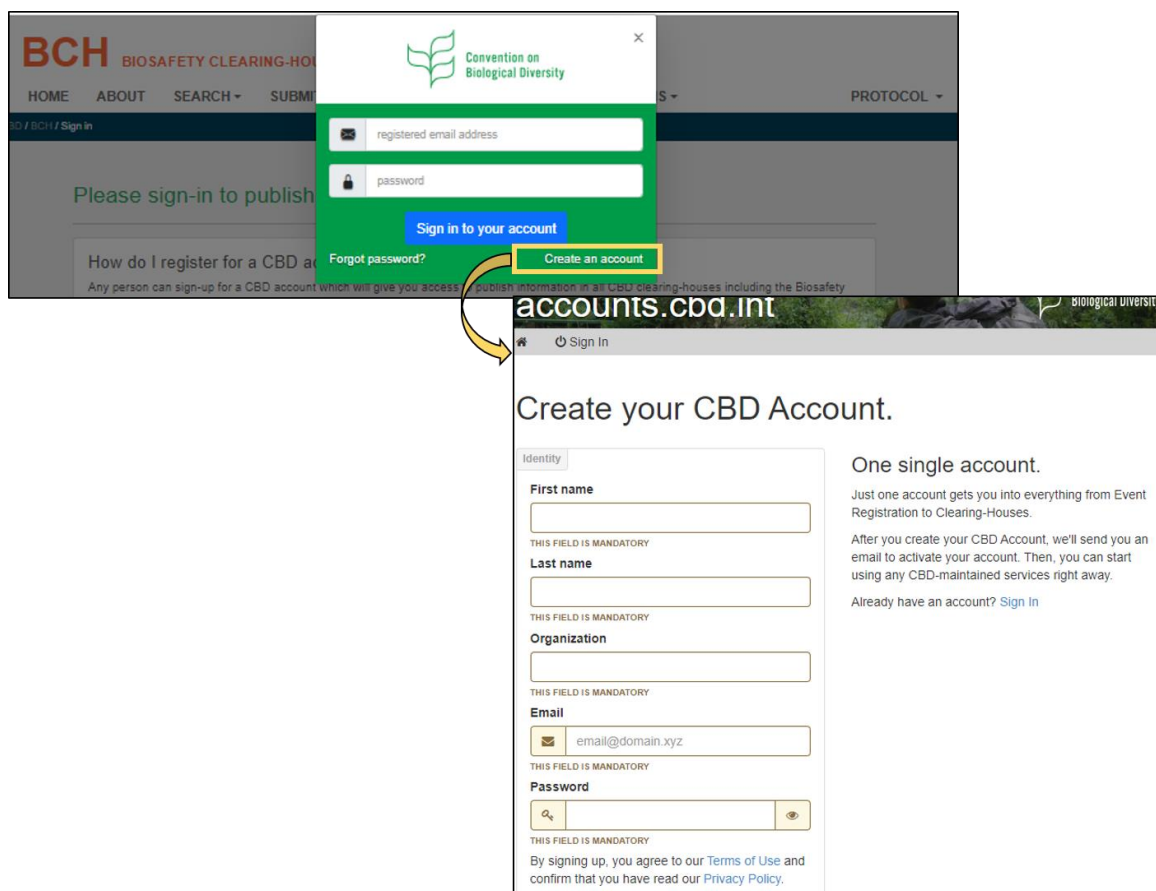 BCH BIOSAFETY CLEARING-HOU
×
Convention on
Biological Diversity
HOME ABOUT SEARCH SUBMI S PROTOCOL
BD / BCH / Sign in
registered email address
password
Please sign-in to publish
Sign in to your account
Forgot password? Create an account
How do I register for a CBD a
Any person can sign-up for a CBD account which will give you access to publish information in all CBD clearing-houses including the Biosafety
accounts.cbd.int
Biological Diversit
Sign In
Create your CBD Account.
Identity
First name
THIS FIELD IS MANDATORY
Last name
THIS FIELD IS MANDATORY
Organization
THIS FIELD IS MANDATORY
Email
email@domain.xyz
THIS FIELD IS MANDATORY
Password
THIS FIELD IS MANDATORY
By signing up, you agree to our Terms of Use and
confirm that you have read our Privacy Policy.
One single account.
Just one account gets you into everything from Event
Registration to Clearing-Houses.
After you create your CBD Account, we'll send you an
email to activate your account. Then, you can start
using any CBD-maintained services right away.
Already have an account? Sign In